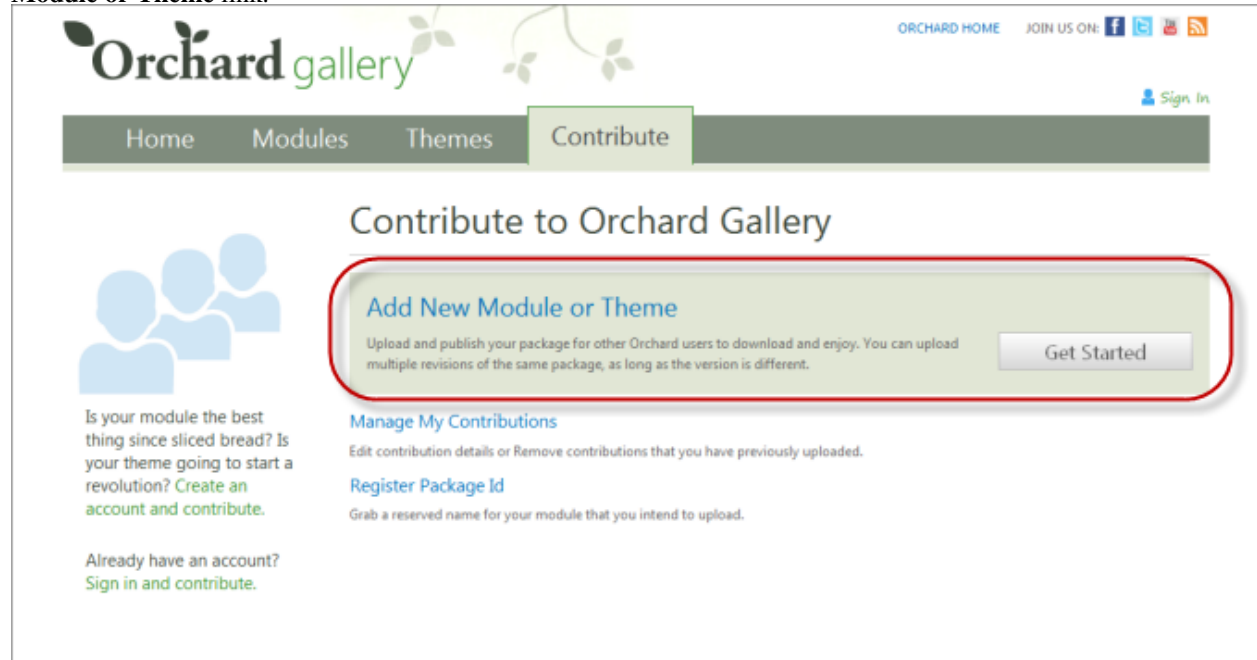 Module or Theme link.
Orchard gallery
ORCHARD HOME JOIN US ON:
Sign In
Home Modules Themes Contribute
Contribute to Orchard Gallery
Add New Module or Theme
Upload and publish your package for other Orchard users to download and enjoy. You can upload
multiple revisions of the same package, as long as the version is different.
Get Started
Is your module the best
thing since sliced bread? Is
your theme going to start a
revolution? Create an
account and contribute.
Already have an account?
Sign in and contribute.
Manage My Contributions
Edit contribution details or Remove contributions that you have previously uploaded.
Register Package Id
Grab a reserved name for your module that you intend to upload.